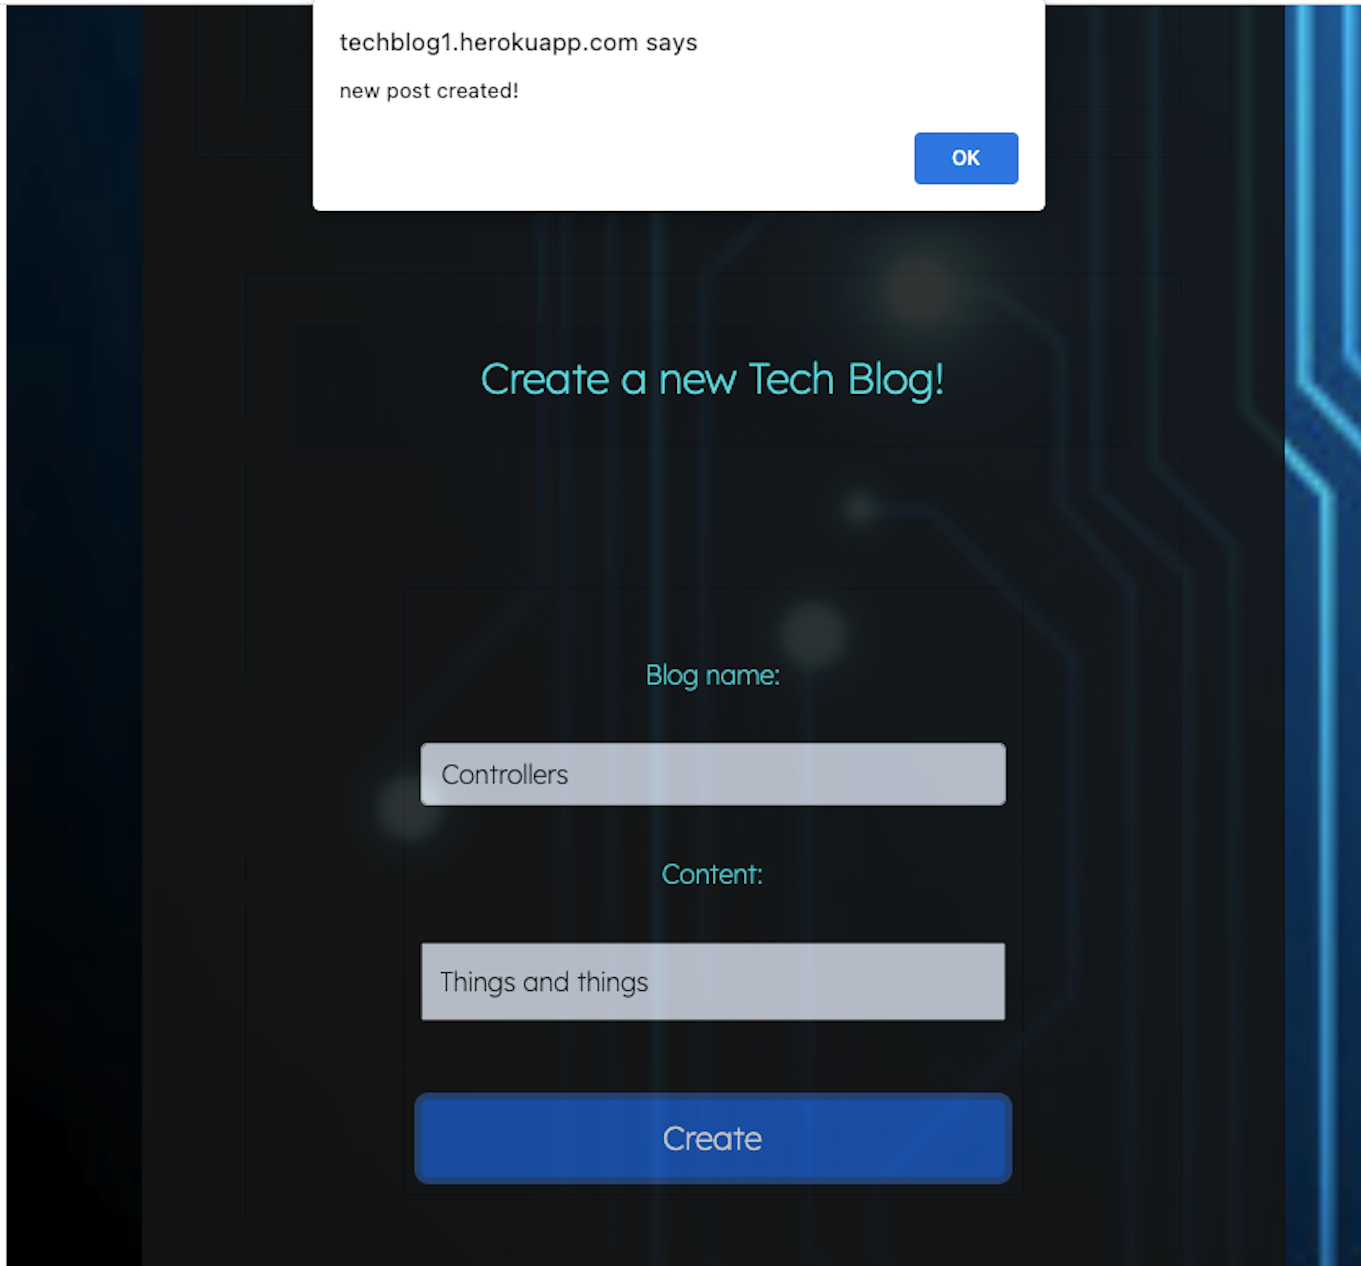 techblog1.herokuapp.com says
new post created!
OK
Create a new Tech Blog!
Blog name:
Controllers
Content:
Things and things
Create